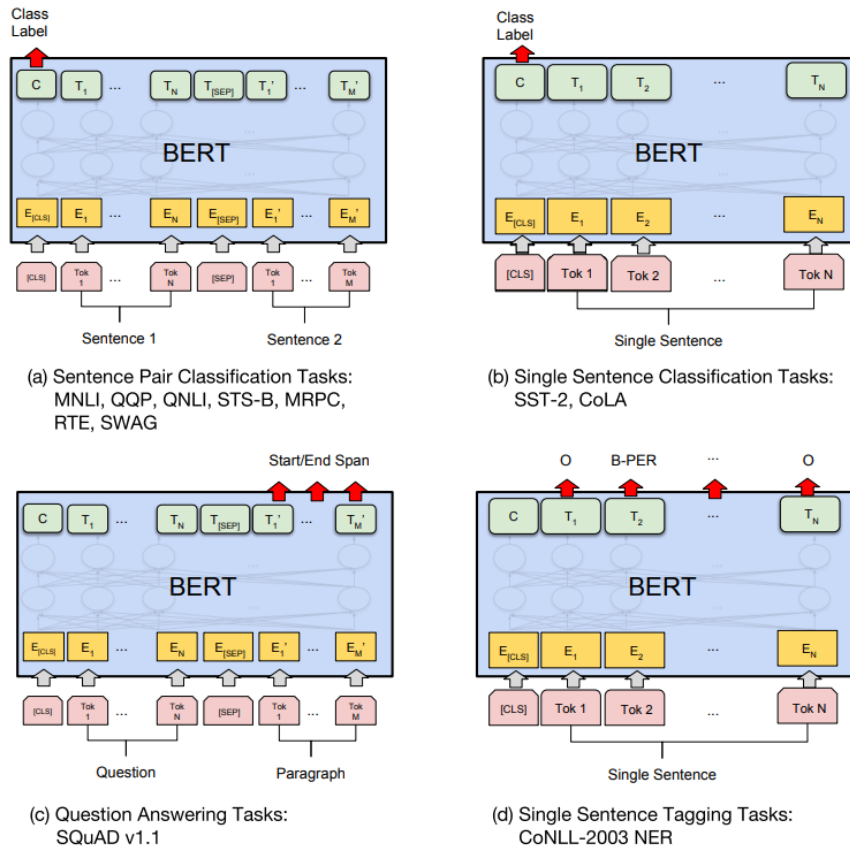 Class
Label
C T1 ... TN T[SEP] T1' ... TM'
...
BERT
...
E[CLS] E1 ... EN E[SEP] E1' ... EM'
[CLS] Tok 1 ... Tok N [SEP] Tok 1 ... Tok M
Sentence 1 Sentence 2
(a) Sentence Pair Classification Tasks:
MNLI, QQP, QNLI, STS-B, MRPC,
RTE, SWAG
Class
Label
C T1 T2 ... TN
...
BERT
...
E[CLS] E1 E2 ... EN
[CLS] Tok 1 Tok 2 ... Tok N
Single Sentence
(b) Single Sentence Classification Tasks:
SST-2, CoLA
Start/End Span
C T1 ... TN T[SEP] T1' ... TM'
...
BERT
...
E[CLS] E1 ... EN E[SEP] E1' ... EM'
[CLS] Tok 1 ... Tok N [SEP] Tok 1 ... Tok M
Question Paragraph
(c) Question Answering Tasks:
SQuAD v1.1
O B-PER ... O
C T1 T2 ... TN
...
BERT
...
E[CLS] E1 E2 ... EN
[CLS] Tok 1 Tok 2 ... Tok N
Single Sentence
(d) Single Sentence Tagging Tasks:
CoNLL-2003 NER